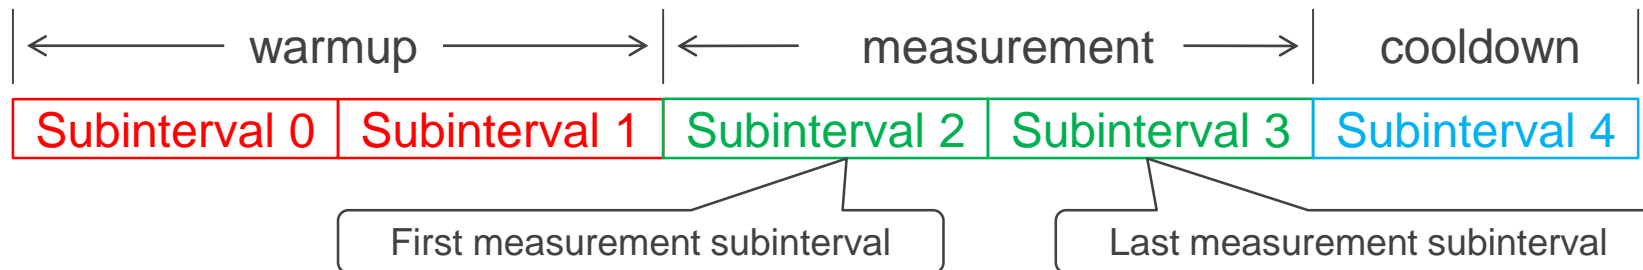 warmup measurement cooldown
Subinterval 0 Subinterval 1 Subinterval 2 Subinterval 3 Subinterval 4
First measurement subinterval Last measurement subinterval